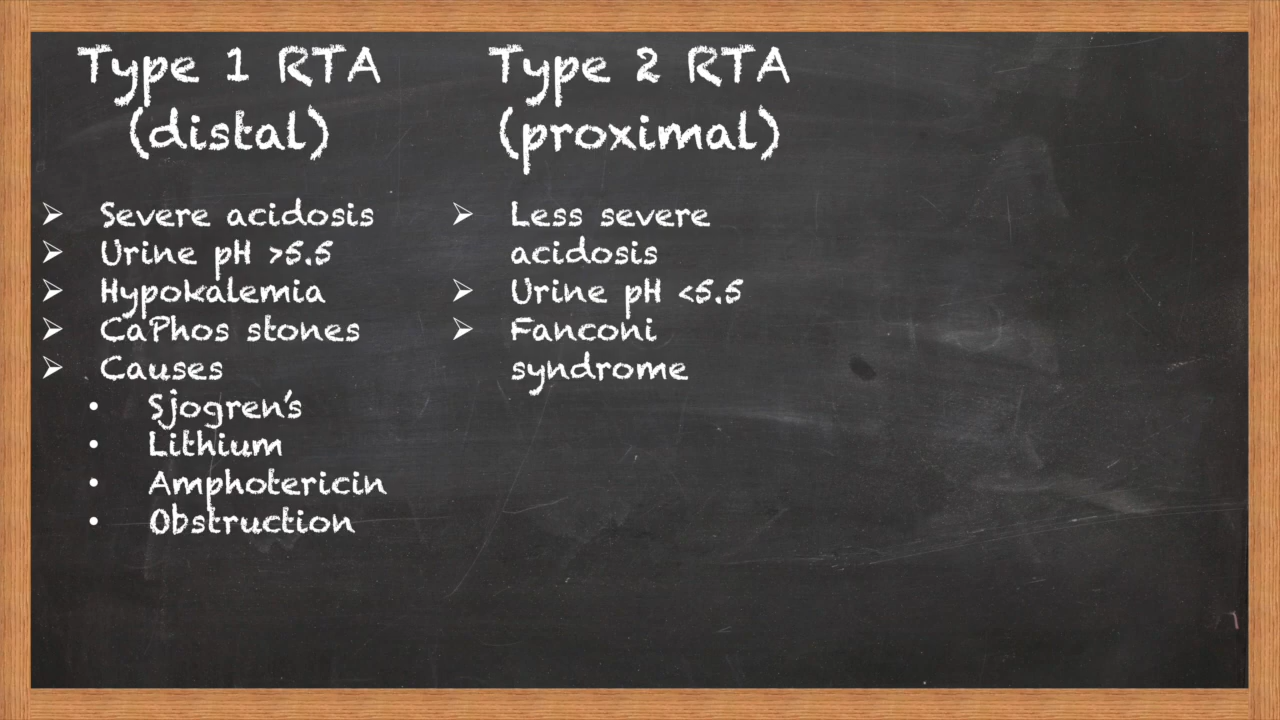 Type 1 RTA
(distal)
➢ Severe acidosis
➢ Urine pH >5.5
➢ Hypokalemia
➢ CaPhos stones
➢ Causes
• Sjogren's
• Lithium
• Amphotericin
• Obstruction
Type 2 RTA
(proximal)
➢ Less severe
acidosis
➢ Urine pH <5.5
➢ Fanconi
syndrome